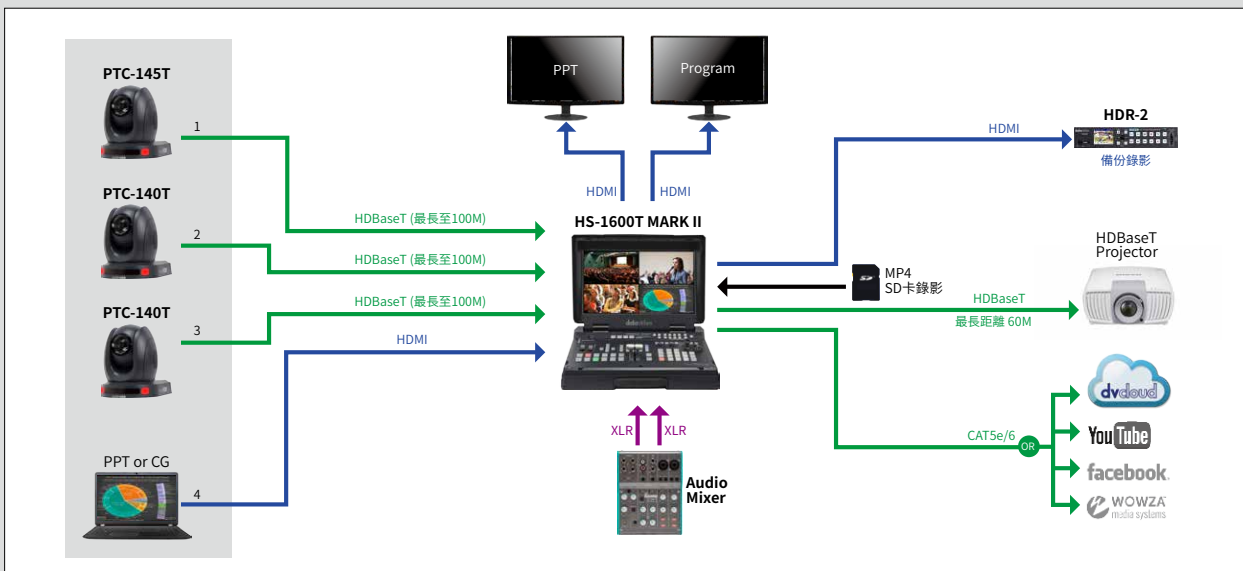 PTC-145T
1
PTC-140T
2
PTC-140T
3
PPT or CG
4
HDBaseT (最長至100M)
HDBaseT (最長至100M)
HDBaseT (最長至100M)
HDMI
PPT
Program
HDMI
HDMI
HS-1600T MARK II
datavideo
XLR
XLR
Audio
Mixer
HDMI
HDR-2
備份錄影
MP4
SD卡錄影
HDBaseT
最長距離 60M
HDBaseT
Projector
CAT5e/6
OR
dvcloud
YouTube
facebook
WOWZA
media systems